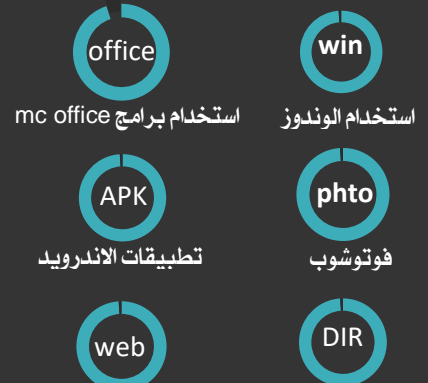 win
استخدام الوندوز
office
استخدام برامج mc office
phto
فوتوشوب
APK
تطبيقات الاندرويد
DIR
web